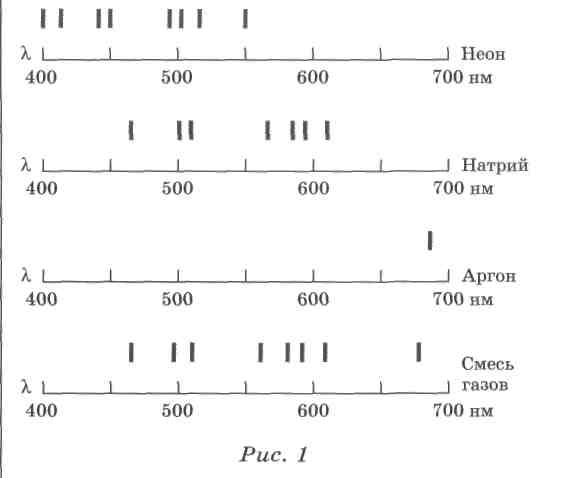 λ
Неон
400 500 600 700 нм
λ
Натрий
400 500 600 700 нм
λ
Аргон
400 500 600 700 нм
Смесь
λ
газов
400 500 600 700 нм
Рис. 1